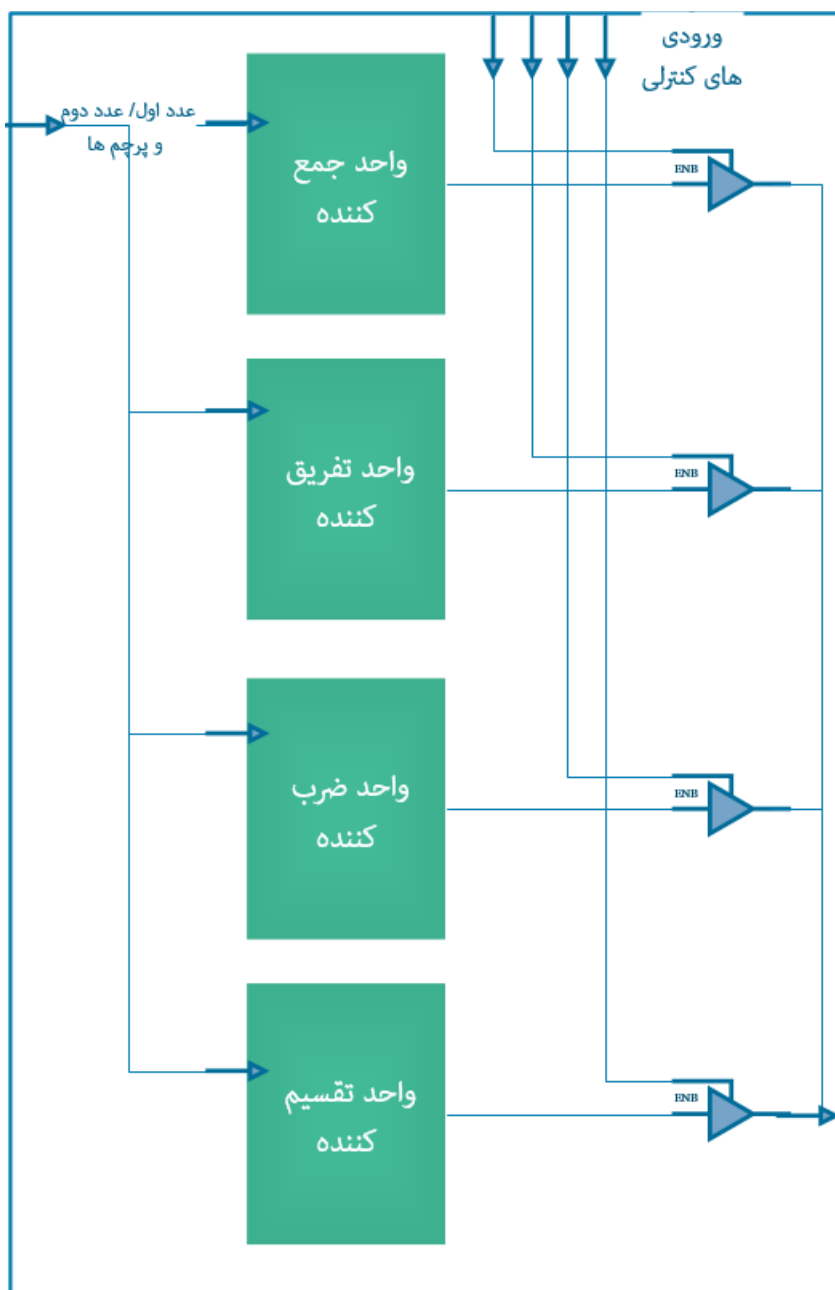 ورودی
های کنترلی
عدد اول/ عدد دوم
و پرچم ها
واحد جمع
کننده
ENB
واحد تفریق
کننده
ENB
واحد ضرب
کننده
ENB
واحد تقسیم
کننده
ENB